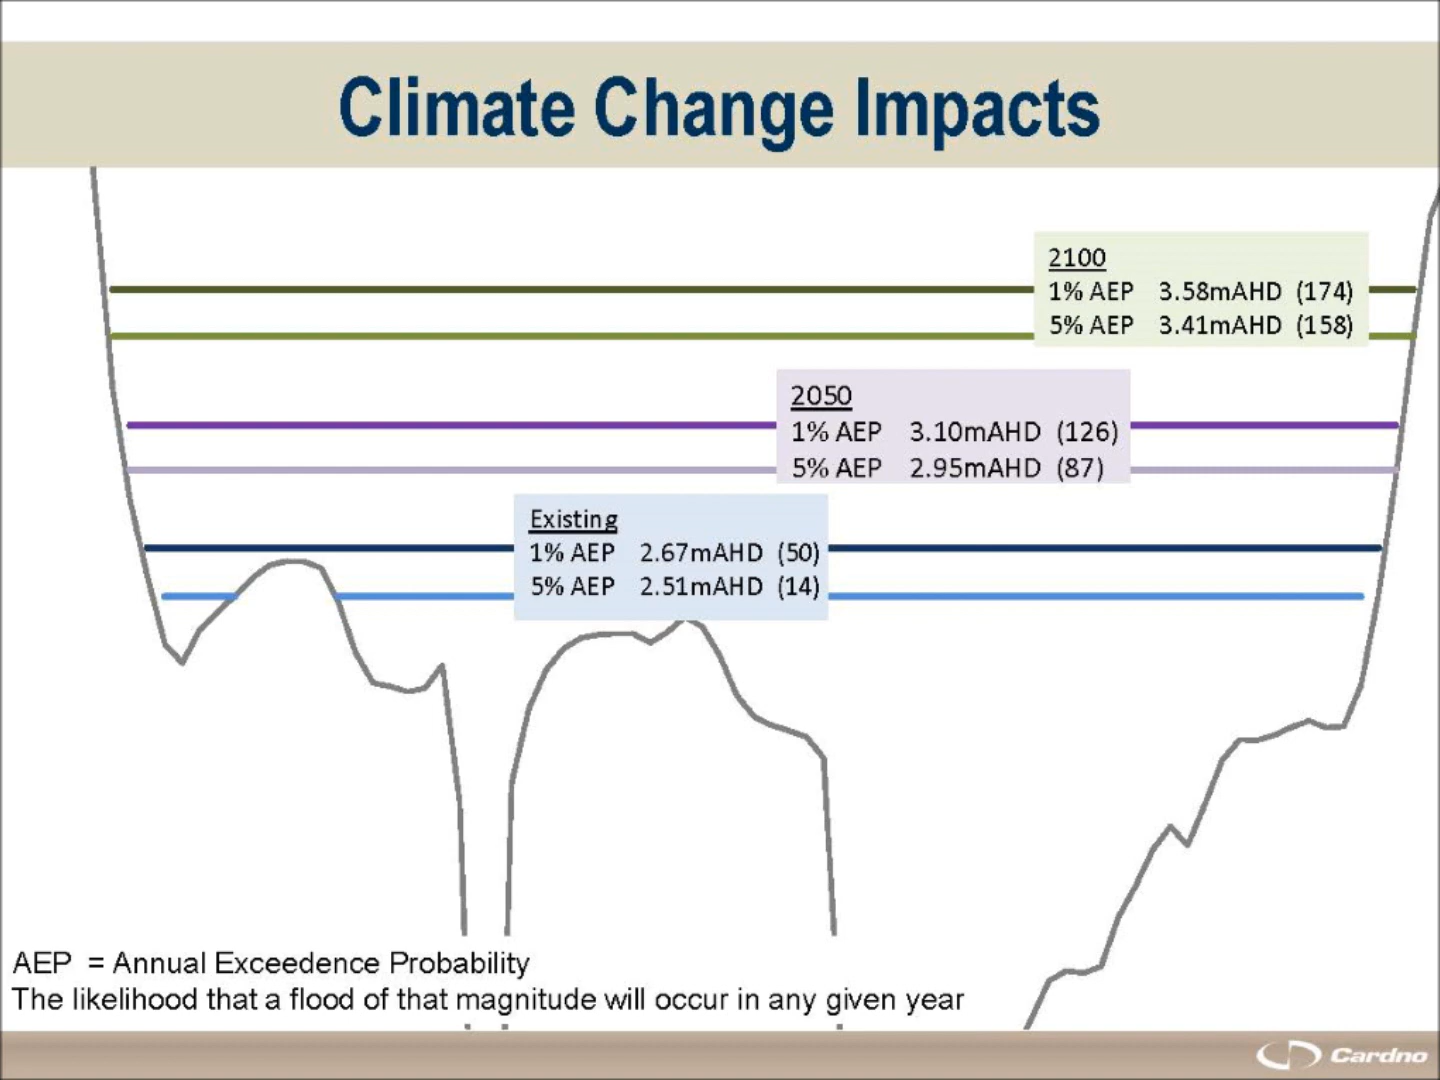 Climate Change Impacts
2100
1% AEP 3.58mAHD (174)
5% AEP 3.41mAHD (158)
2050
1% AEP 3.10mAHD (126)
5% AEP 2.95mAHD (87)
Existing
1% AEP 2.67mAHD (50)
5% AEP 2.51mAHD (14)
AEP = Annual Exceedence Probability
The likelihood that a flood of that magnitude will occur in any given year
Cardno